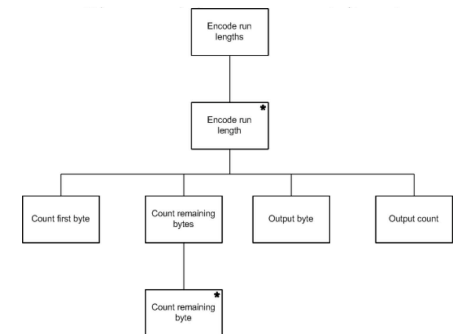 Encode run
lengths
*
Encode run
length
Count first byte
Count remaining
bytes
Output byte
Output count
*
Count remaining
byte